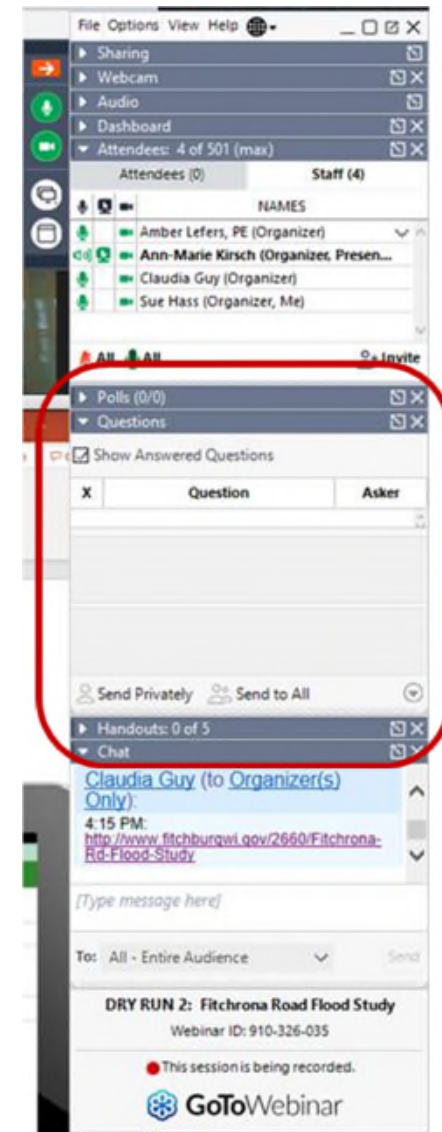 File Options View Help
Sharing
Webcam
Audio
Dashboard
Attendees: 4 of 501 (max)
Attendees (0) Staff (4)
NAMES
Amber Lefers, PE (Organizer)
Ann-Marie Kirsch (Organizer, Presen...
Claudia Guy (Organizer)
Sue Hass (Organizer, Me)
All All Invite
Polls (0/0)
Questions
Show Answered Questions
X Question Asker
Send Privately Send to All
Handouts: 0 of 5
Chat
Claudia Guy (to Organizer(s)
Only):
4:15 PM:
http://www.fitchburgwi.gov/2660/Fitchrona-
Rd-Flood-Study
[Type message here]
To: All - Entire Audience Send
DRY RUN 2: Fitchrona Road Flood Study
Webinar ID: 910-326-035
This session is being recorded.
GoToWebinar